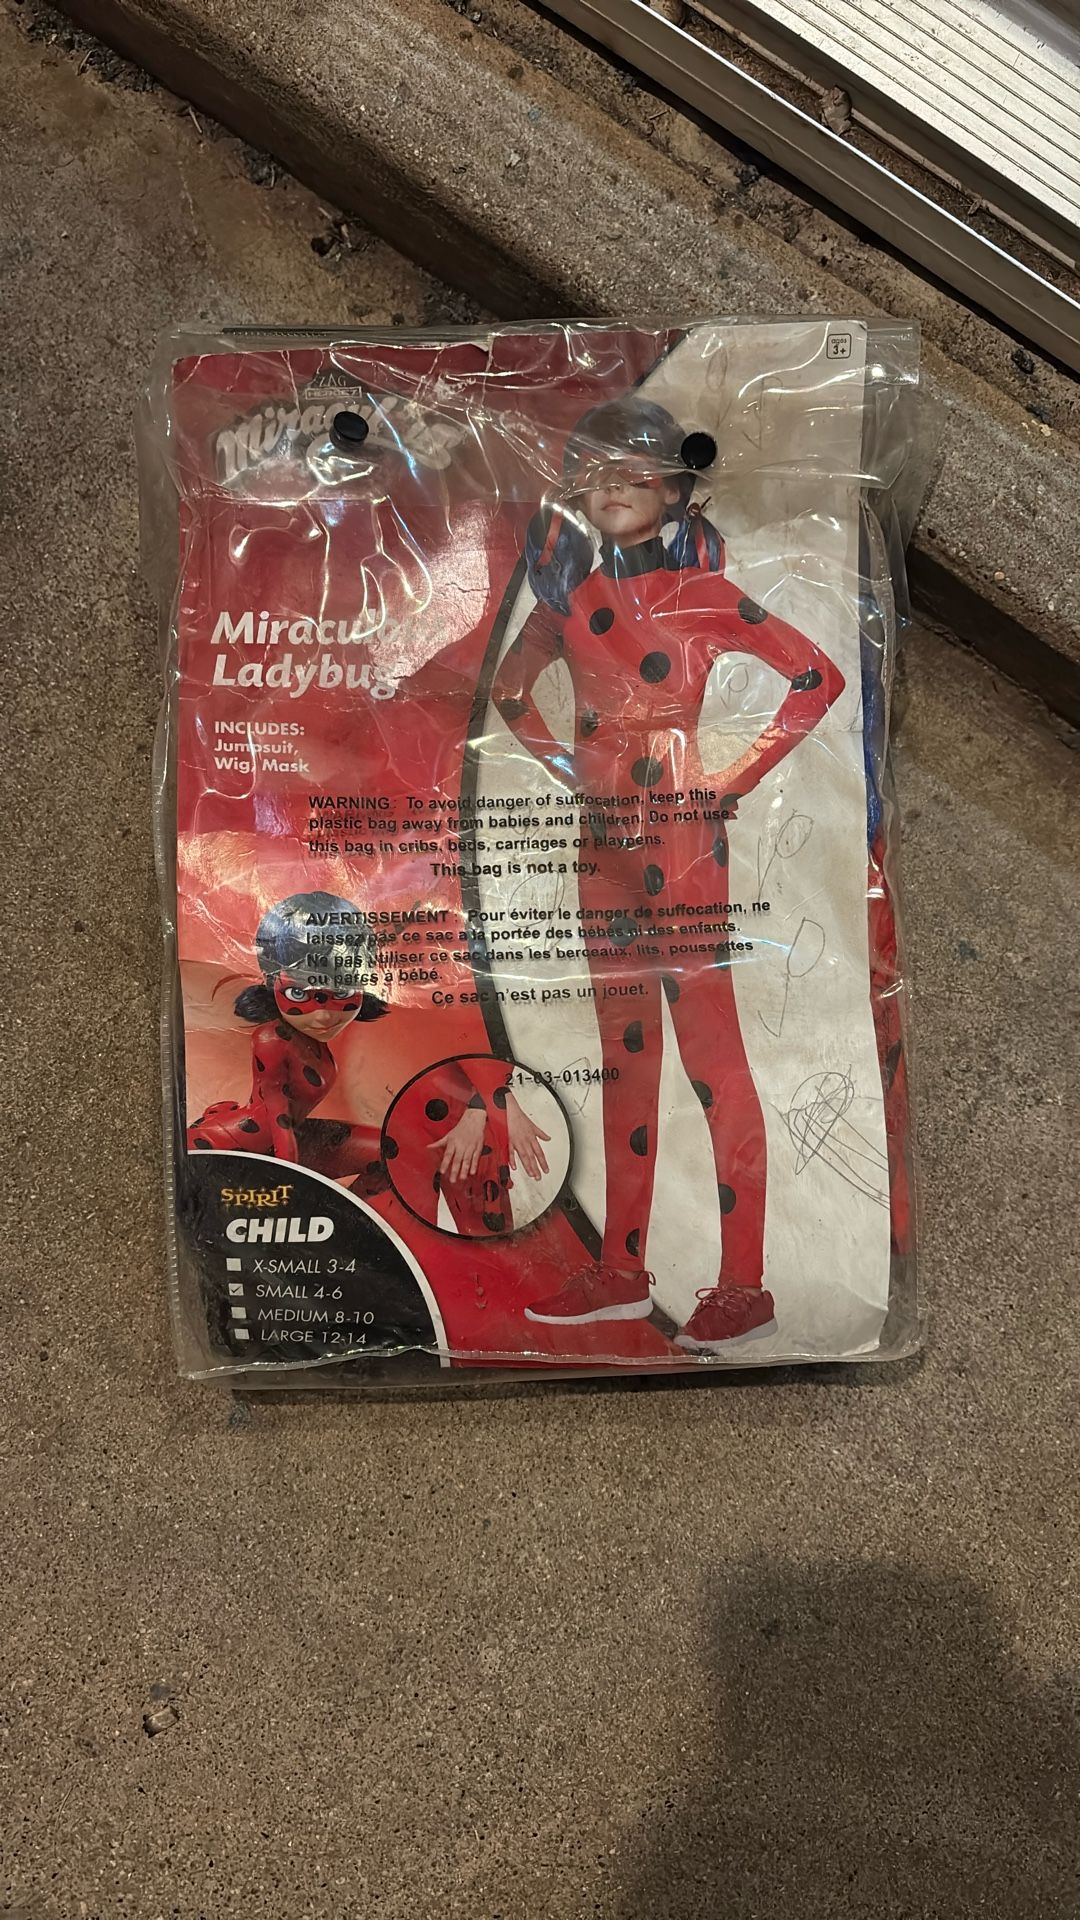 ages
3+
ZAG
HEROEZ
Miraculous
Miraculous
Ladybug
INCLUDES:
Jumpsuit,
Wig, Mask
WARNING: To avoid danger of suffocation, keep this
plastic bag away from babies and children. Do not use
this bag in cribs, beds, carriages or playpens.
This bag is not a toy.
AVERTISSEMENT : Pour éviter le danger de suffocation, ne
laissez pas ce sac a la portée des bébés ni des enfants.
Ne pas utiliser ce sac dans les berceaux, lits, poussettes
ou parcs à bébé.
Ce sac n'est pas un jouet.
21-03-013400
SPIRIT
CHILD
X-SMALL 3-4
SMALL 4-6
MEDIUM 8-10
LARGE 12-14